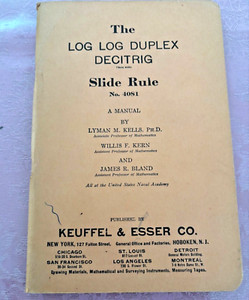 The
LOG LOG DUPLEX
DECITRIG
Slide Rule
No. 4081
A MANUAL
BY
LYMAN M. KELLS, PH.D.
Associate Professor of Mathematics
WILLIS F. KERN
Assistant Professor of Mathematics
AND
JAMES R. BLAND
Assistant Professor of Mathematics
All at the United States Naval Academy
PUBLISHED BY
KEUFFEL & ESSER CO.
NEW YORK, 127 Fulton Street, General Office and Factories, HOBOKEN, N. J.
CHICAGO ST. LOUIS DETROIT
SAN FRANCISCO LOS ANGELES MONTREAL
Drawing Materials, Mathematical and Surveying Instruments, Measuring Tapes.